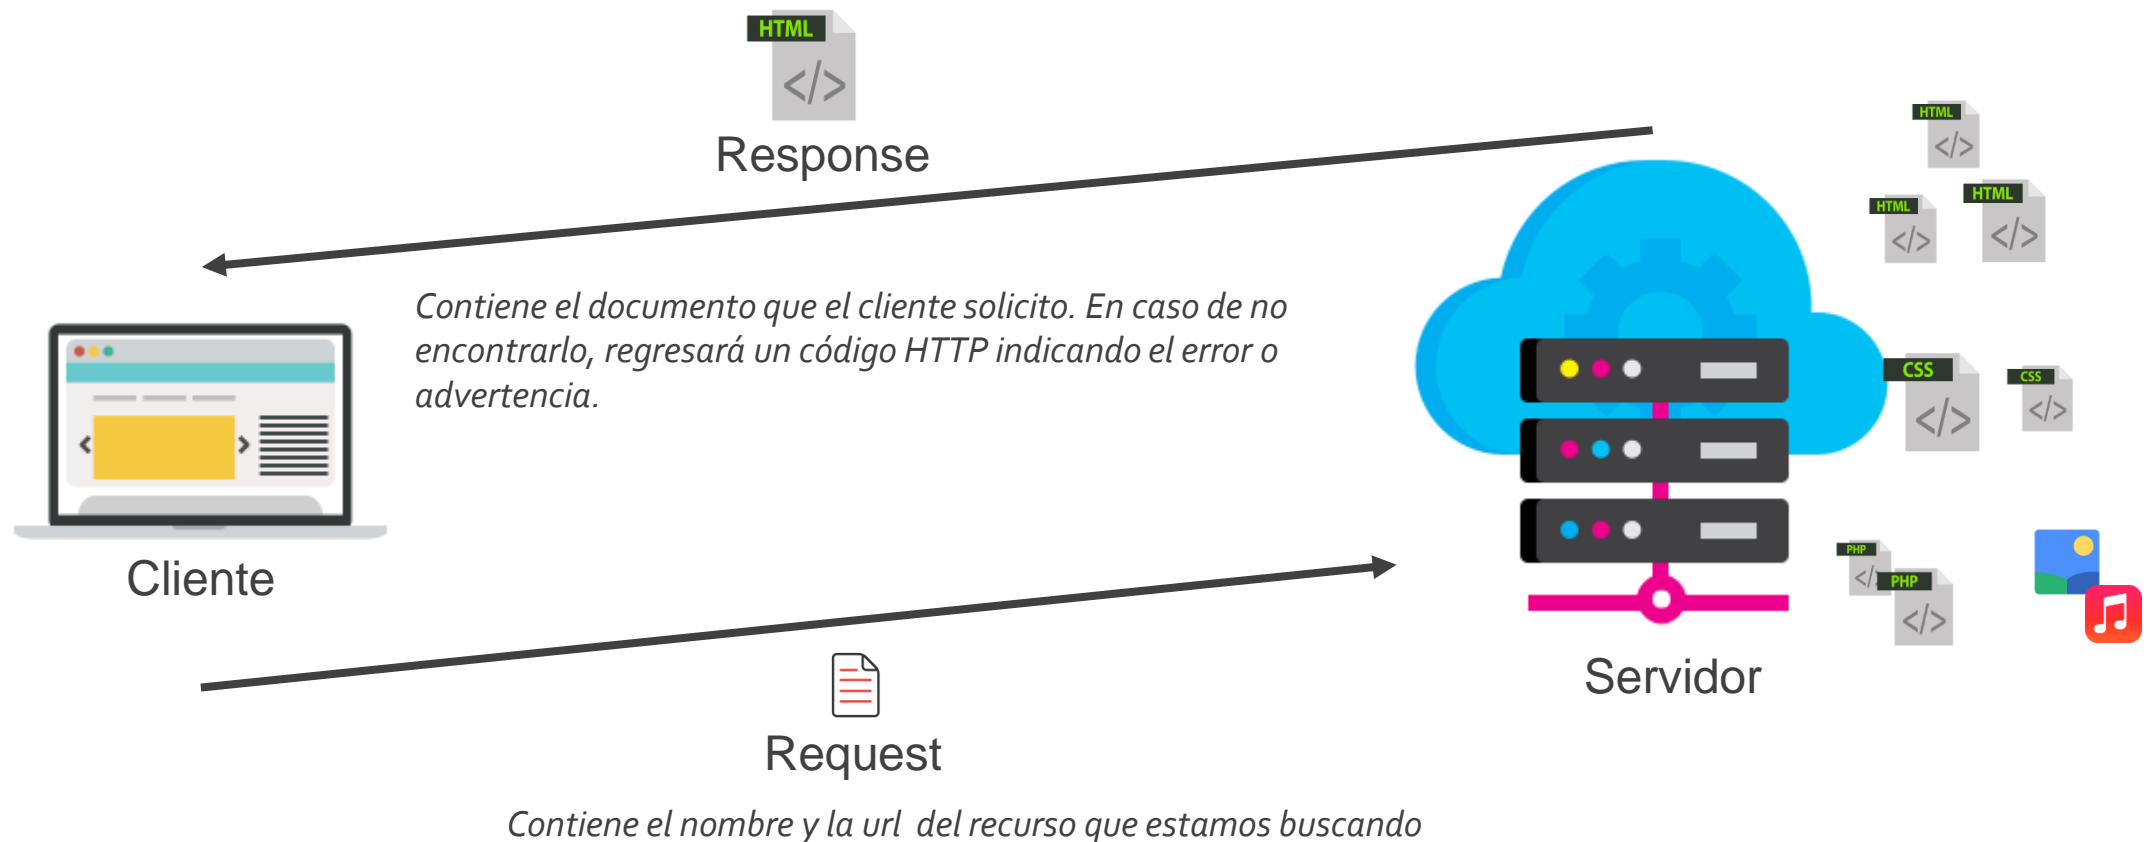 HTML
</>
Response
HTML
</>
HTML
</>
HTML
</>
Contiene el documento que el cliente solicito. En caso de no
encontrarlo, regresará un código HTTP indicando el error o
advertencia.
CSS
</>
CSS
</>
Cliente
PHP
</>
PHP
</>
Servidor
Request
Contiene el nombre y la url del recurso que estamos buscando